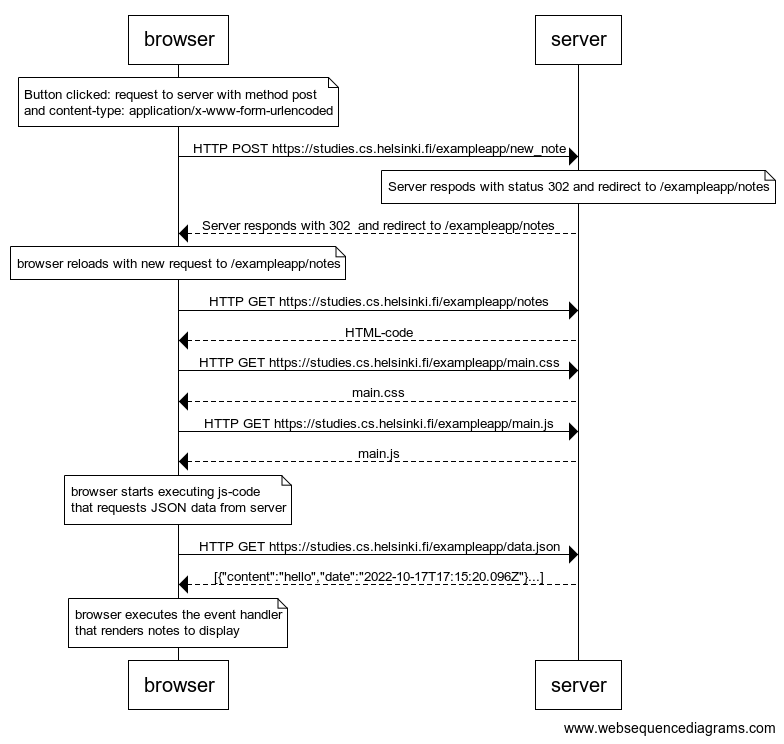 browser
server
Button clicked: request to server with method post
and content-type: application/x-www-form-urlencoded
HTTP POST https://studies.cs.helsinki.fi/exampleapp/new_note
Server respods with status 302 and redirect to /exampleapp/notes
Server responds with 302  and redirect to /exampleapp/notes
browser reloads with new request to /exampleapp/notes
HTTP GET https://studies.cs.helsinki.fi/exampleapp/notes
HTML-code
HTTP GET https://studies.cs.helsinki.fi/exampleapp/main.css
main.css
HTTP GET https://studies.cs.helsinki.fi/exampleapp/main.js
main.js
browser starts executing js-code
that requests JSON data from server
HTTP GET https://studies.cs.helsinki.fi/exampleapp/data.json
[{"content":"hello","date":"2022-10-17T17:15:20.096Z"}...]
browser executes the event handler
that renders notes to display
browser
server
www.websequencediagrams.com